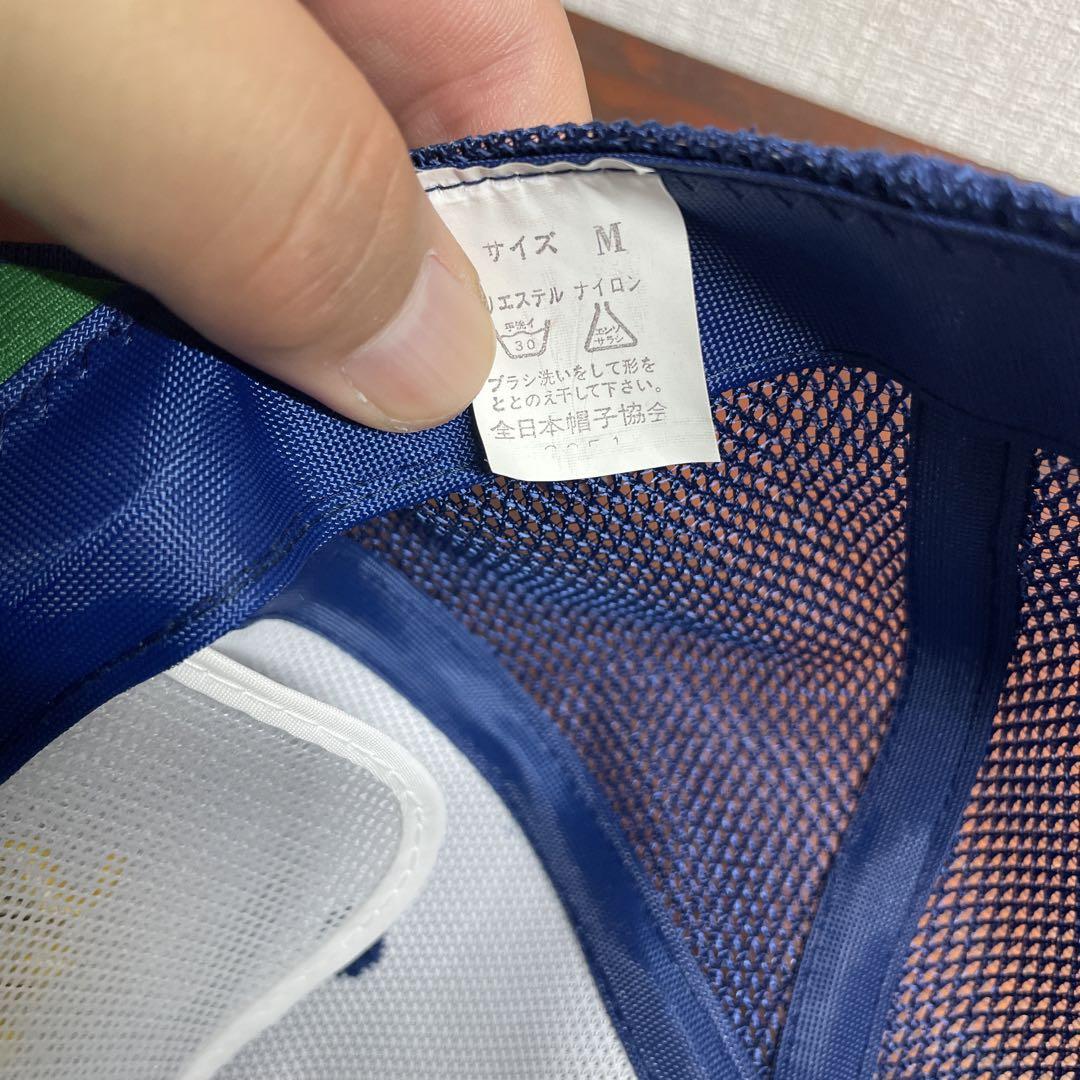 サイズ M
リエステル ナイロン
手洗イ
30
エンソ
サラシ
ブラシ洗いをして形を
ととのえ干して下さい。
全日本帽子協会